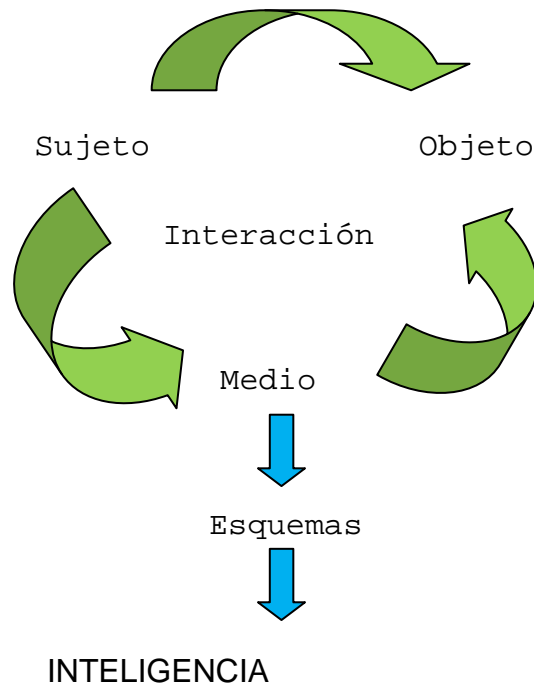 Sujeto Objeto
Interacción
Medio
Esquemas
INTELIGENCIA